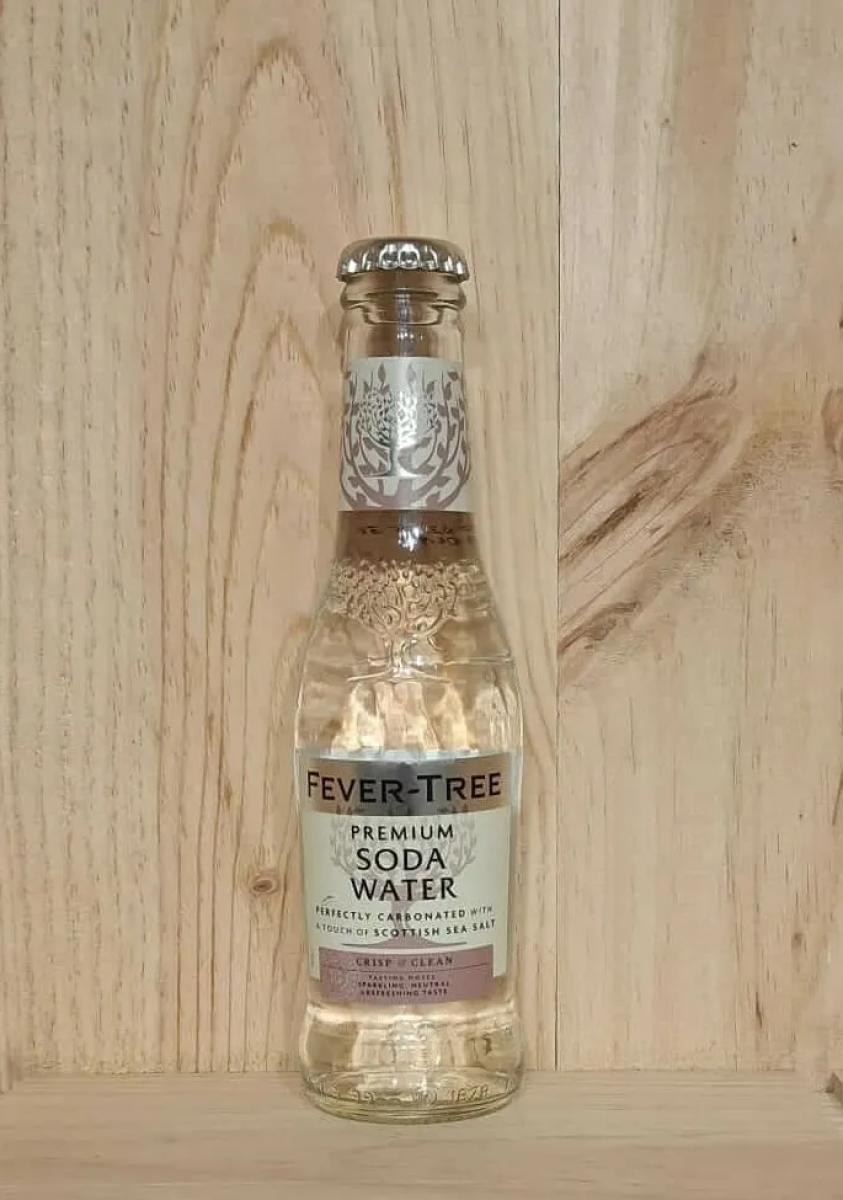 FEVER-TREE
PREMIUM
SODA
WATER
PERFECTLY CARBONATED WITH
A TOUCH OF SCOTTISH SEA SALT
CRISP & CLEAN
TASTING NOTES
SPARKLING, NEUTRAL
& REFRESHING TASTE